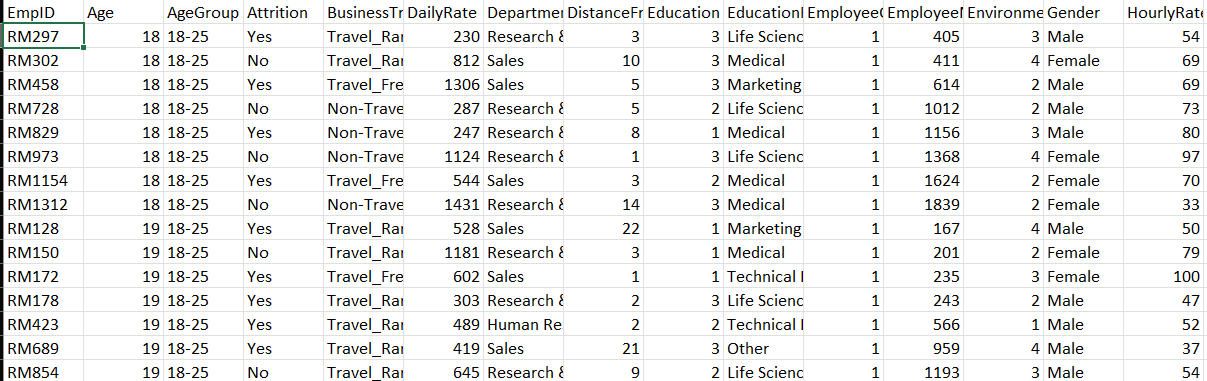 EmpID Age AgeGroup Attrition BusinessTr DailyRate Departmen DistanceFr Education EducationI EmployeeC EmployeeN Environme Gender HourlyRate
RM297 18 18-25 Yes Travel_Rar 230 Research & 3 3 Life Scienc 1 405 3 Male 54
RM302 18 18-25 No Travel_Rar 812 Sales 10 3 Medical 1 411 4 Female 69
RM458 18 18-25 Yes Travel_Fre 1306 Sales 5 3 Marketing 1 614 2 Male 69
RM728 18 18-25 No Non-Trave 287 Research & 5 2 Life Scienc 1 1012 2 Male 73
RM829 18 18-25 Yes Non-Trave 247 Research & 8 1 Medical 1 1156 3 Male 80
RM973 18 18-25 No Non-Trave 1124 Research & 1 3 Life Scienc 1 1368 4 Female 97
RM1154 18 18-25 Yes Travel_Fre 544 Sales 3 2 Medical 1 1624 2 Female 70
RM1312 18 18-25 No Non-Trave 1431 Research & 14 3 Medical 1 1839 2 Female 33
RM128 19 18-25 Yes Travel_Rar 528 Sales 22 1 Marketing 1 167 4 Male 50
RM150 19 18-25 No Travel_Rar 1181 Research & 3 1 Medical 1 201 2 Female 79
RM172 19 18-25 Yes Travel_Fre 602 Sales 1 1 Technical 1 235 3 Female 100
RM178 19 18-25 Yes Travel_Rar 303 Research & 2 3 Life Scienc 1 243 2 Male 47
RM423 19 18-25 Yes Travel_Rar 489 Human Re 2 2 Technical 1 566 1 Male 52
RM689 19 18-25 Yes Travel_Rar 419 Sales 21 3 Other 1 959 4 Male 37
RM854 19 18-25 No Travel_Rar 645 Research & 9 2 Life Scienc 1 1193 3 Male 54